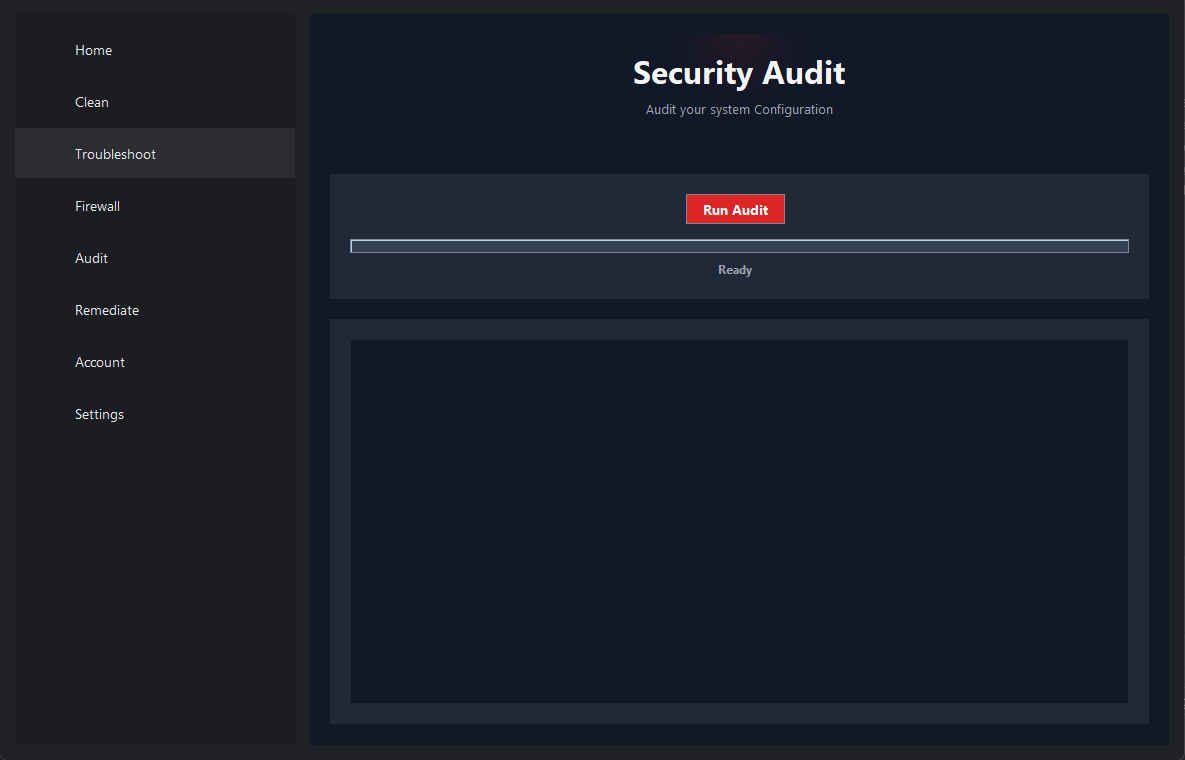 Home
Clean
Troubleshoot
Firewall
Audit
Remediate
Account
Settings
Security Audit
Audit your system Configuration
Run Audit
Ready